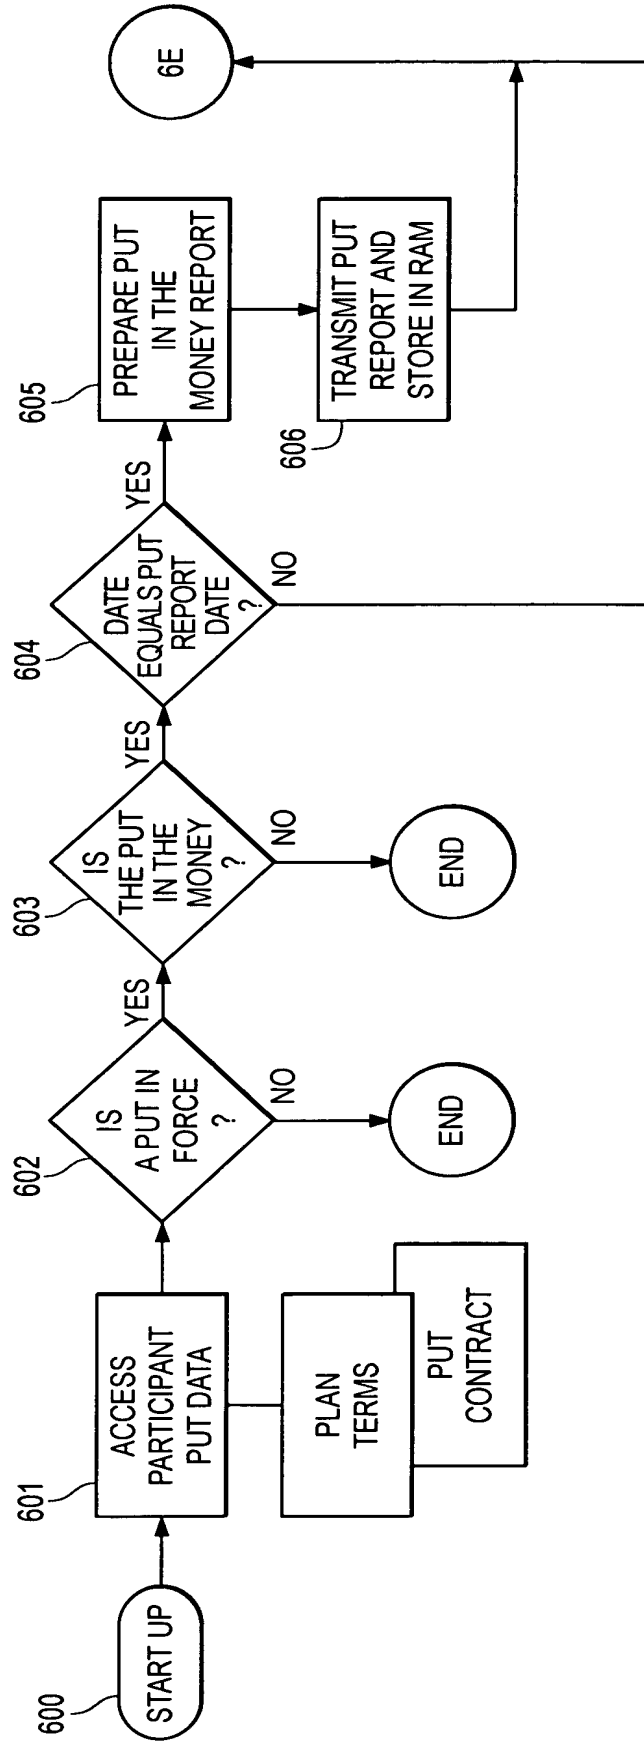 600
START UP
601
ACCESS
PARTICIPANT
PUT DATA
PLAN
TERMS
PUT
CONTRACT
602
IS
A PUT IN
FORCE
?
YES
NO
END
603
IS
THE PUT
IN THE
MONEY
?
YES
NO
END
604
DATE
EQUALS PUT
REPORT
DATE
?
YES
NO
605
PREPARE PUT
IN THE
MONEY REPORT
606
TRANSMIT PUT
REPORT AND
STORE IN RAM
6E